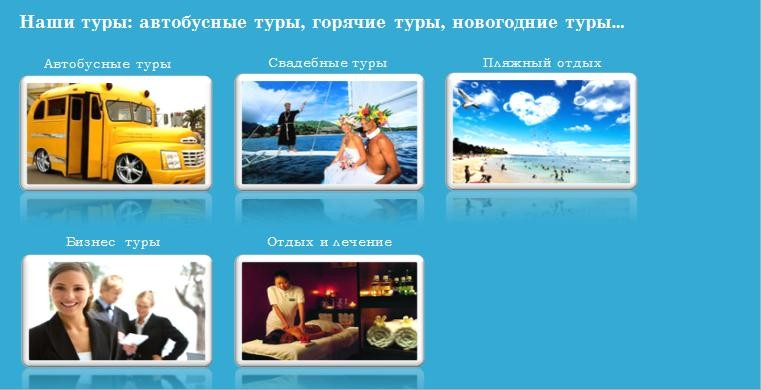 Наши туры: автобусные туры, горячие туры, новогодние туры...
Автобусные туры
Свадебные туры
Пляжный отдых
Бизнес туры
Отдых и лечение